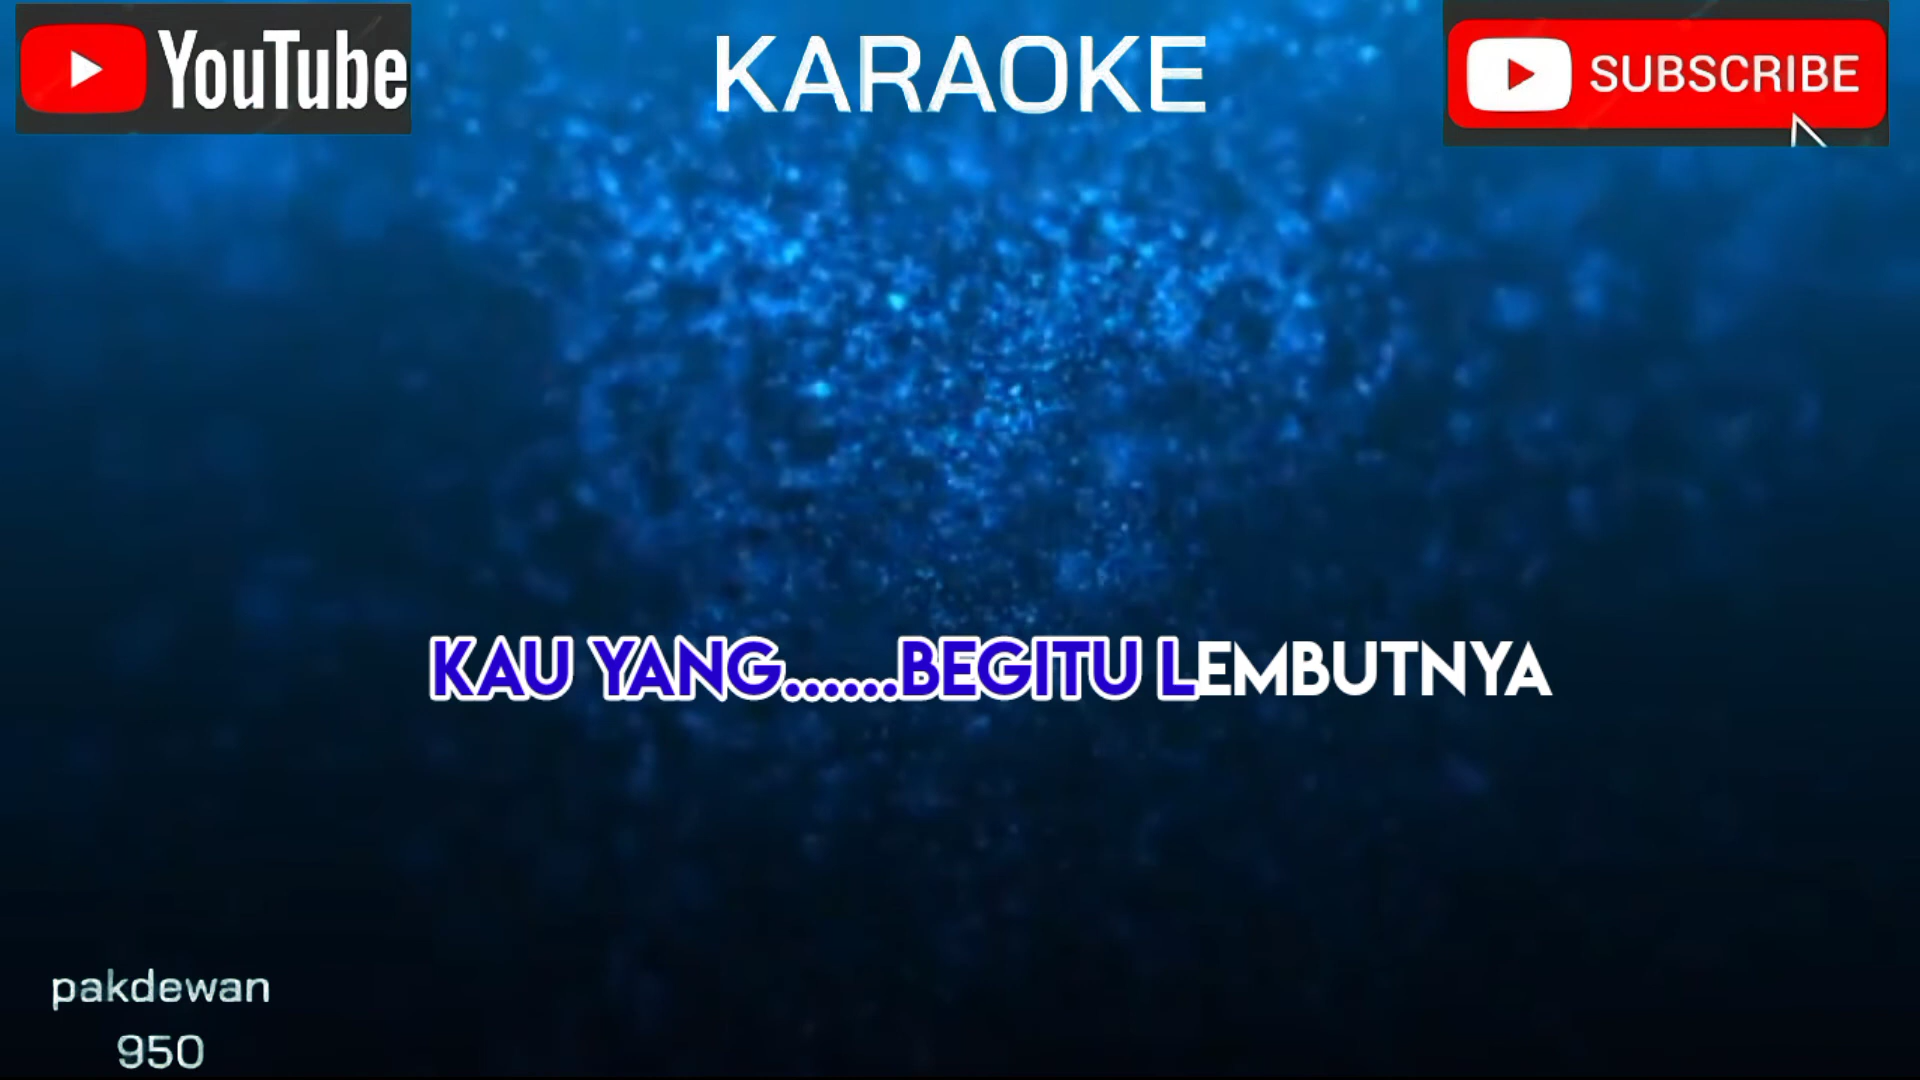 YouTube
KARAOKE
SUBSCRIBE
KAU YANG......BEGITU LEMBUTNYA
pakdewan
950